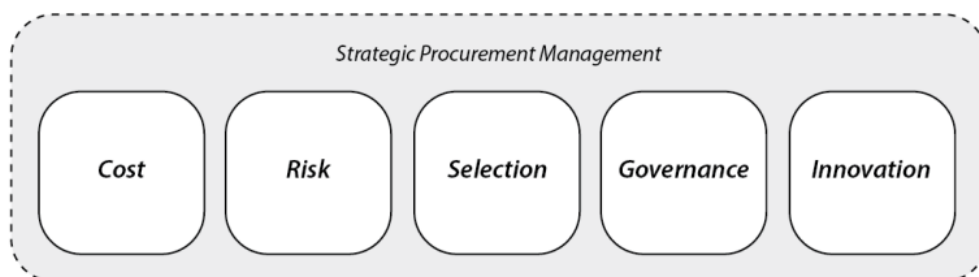 Strategic Procurement Management
Cost
Risk
Selection
Governance
Innovation